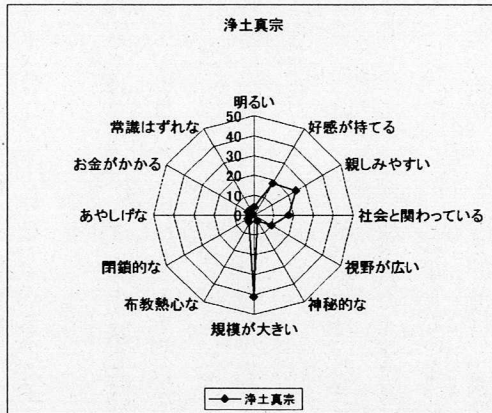 浄土真宗
明るい
好感が持てる
親しみやすい
社会と関わっている
視野が広い
神秘的な
規模が大きい
布教熱心な
閉鎖的な
あやしげな
お金がかかる
常識はずれな
50
40
30
20
10
0
浄土真宗